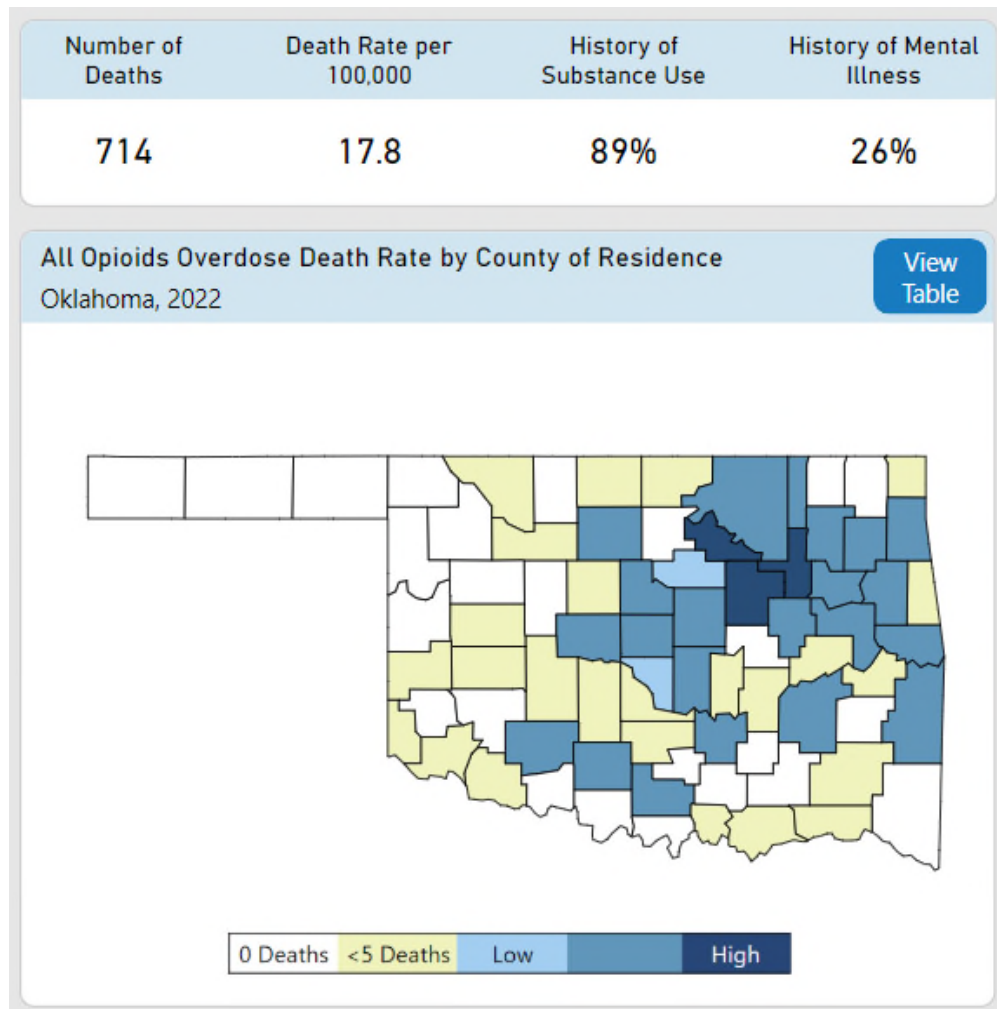 Number of Deaths
Death Rate per 100,000
History of Substance Use
History of Mental Illness
714
17.8
89%
26%
All Opioids Overdose Death Rate by County of Residence
Oklahoma, 2022
View
Table
0 Deaths
<5 Deaths
Low
High